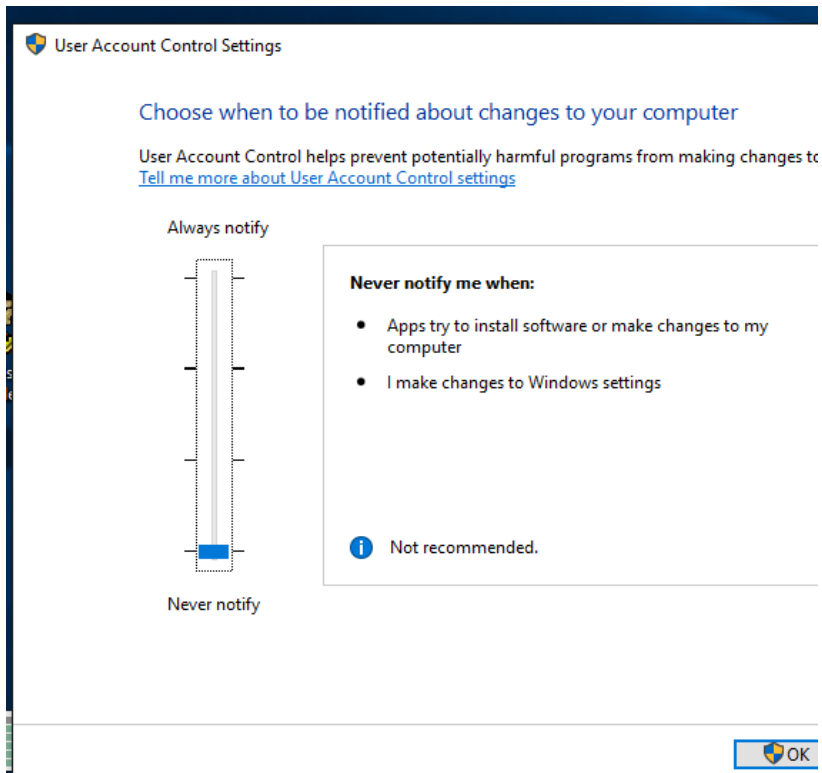 User Account Control Settings
Choose when to be notified about changes to your computer
User Account Control helps prevent potentially harmful programs from making changes to
Tell me more about User Account Control settings
Always notify
Never notify me when:
• Apps try to install software or make changes to my
computer
• I make changes to Windows settings
Not recommended.
Never notify
OK